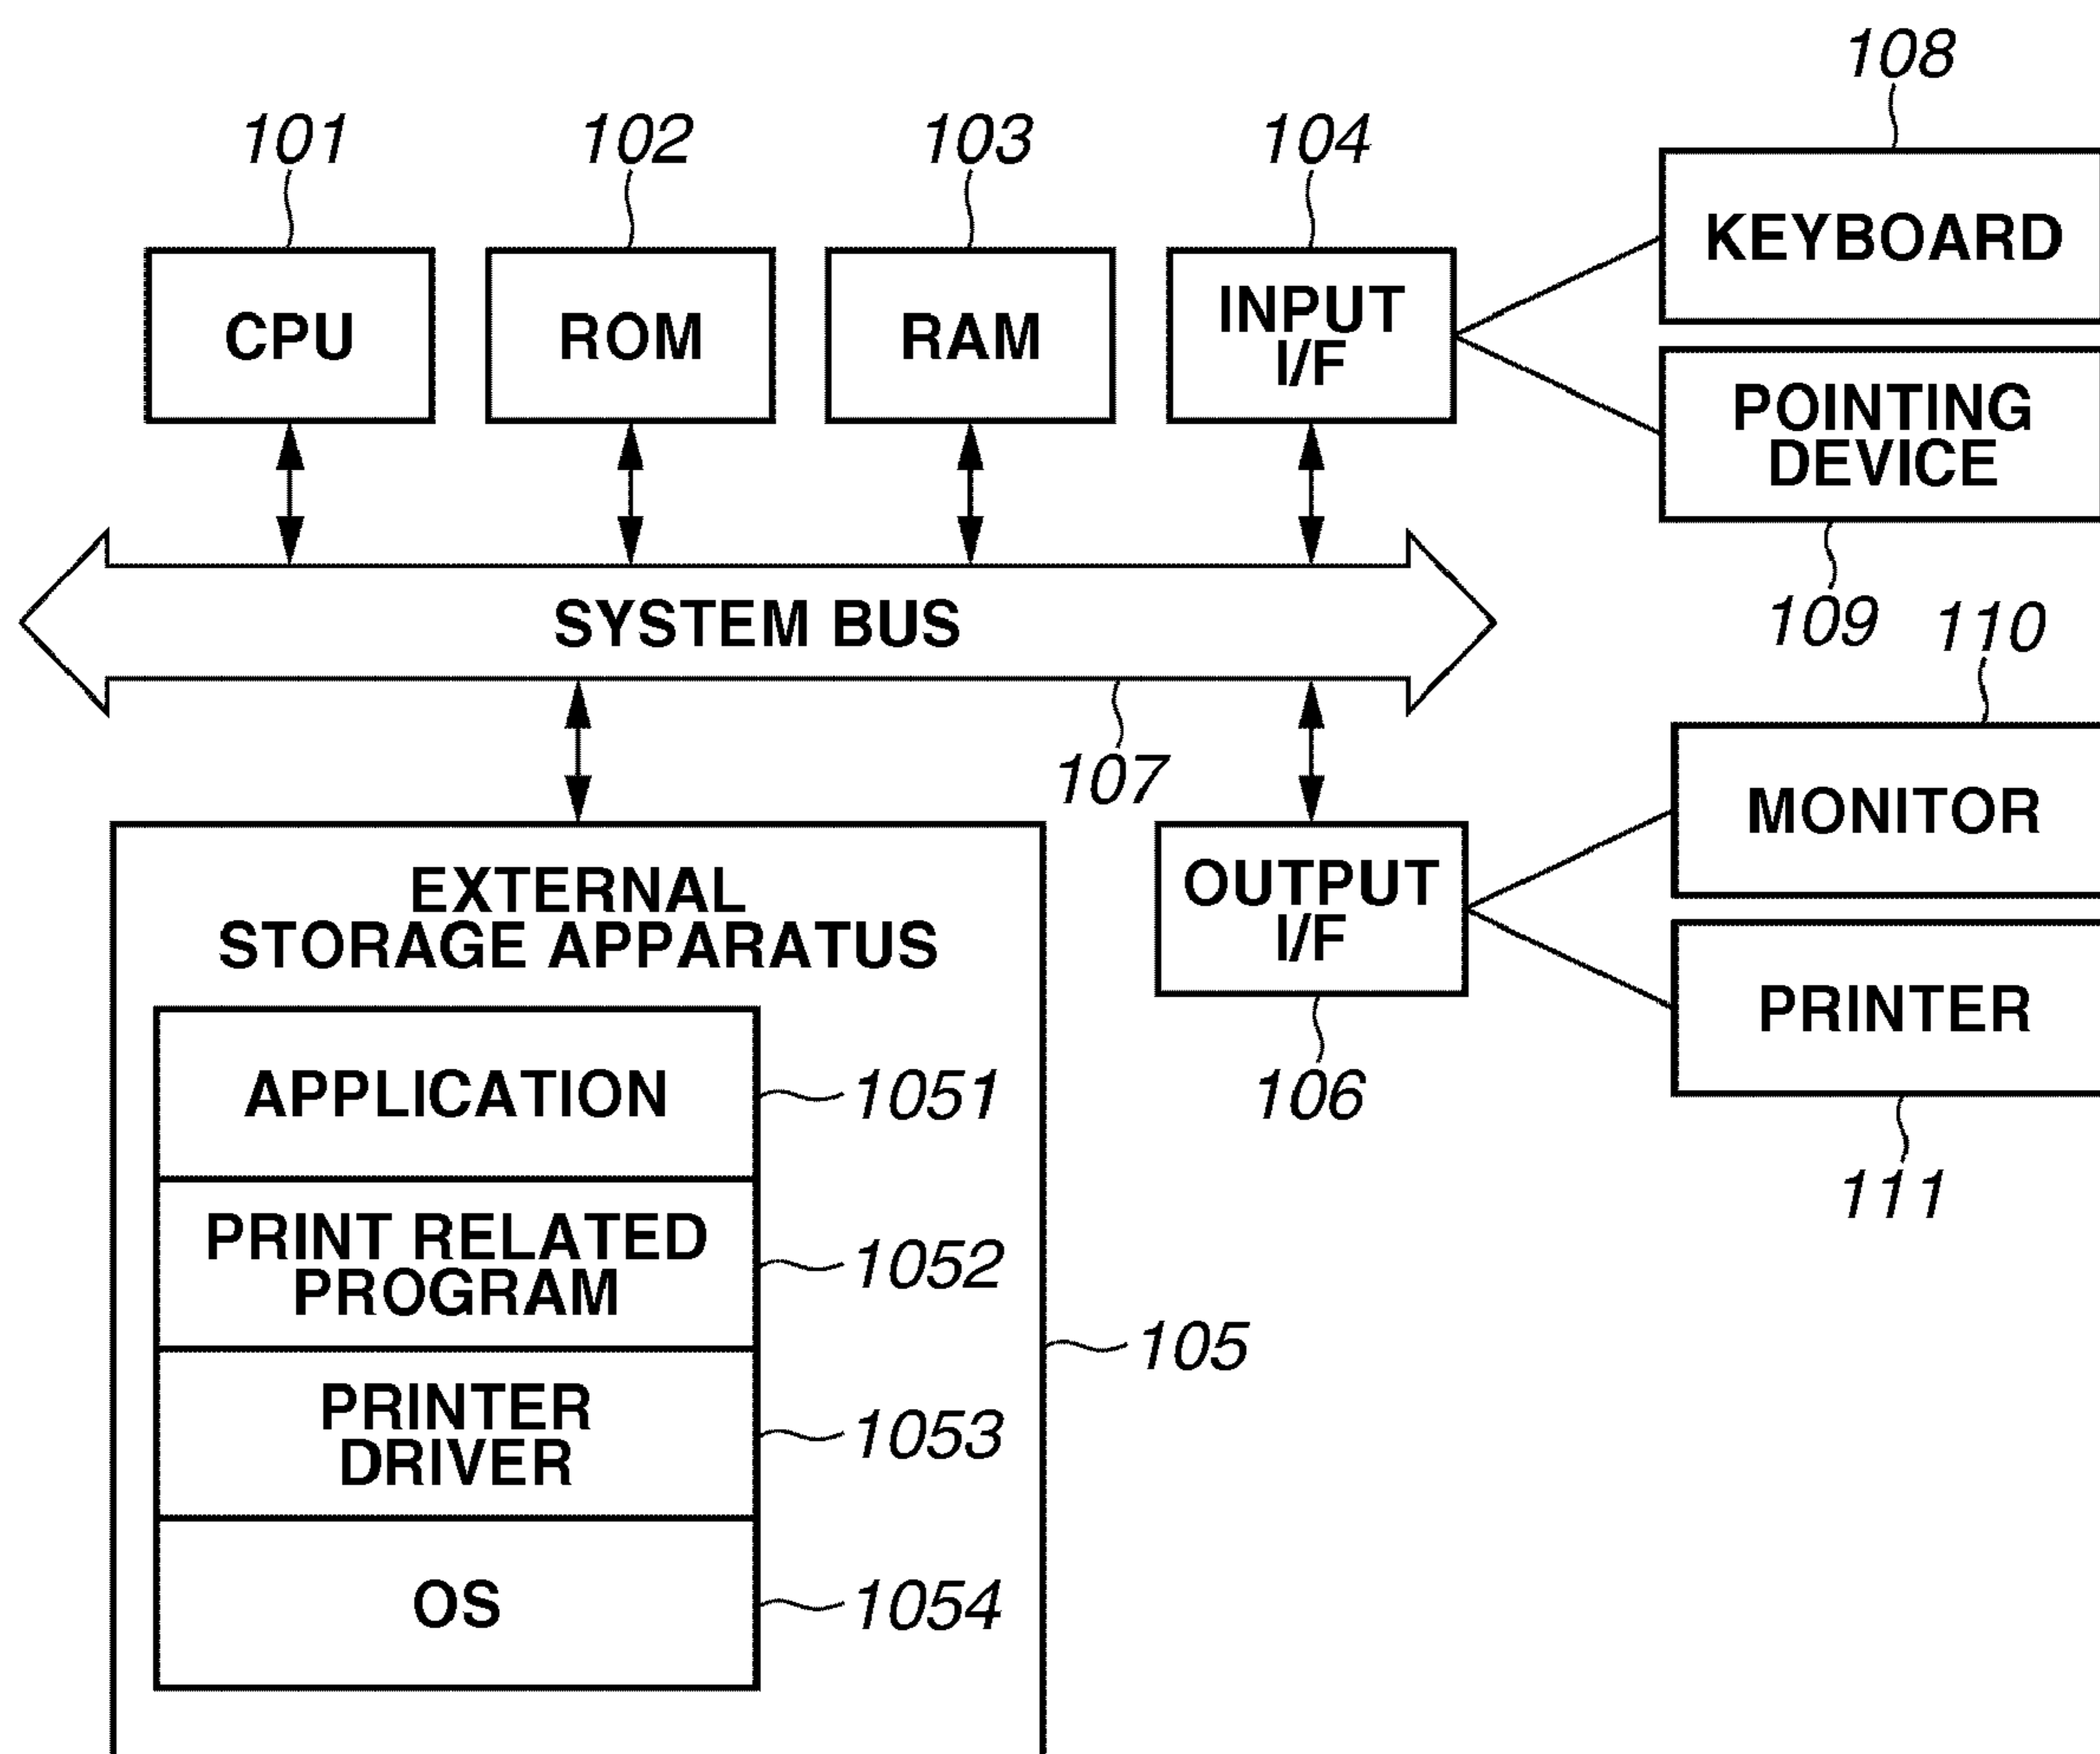 108
101
102
103
104
CPU
ROM
RAM
INPUT
I/F
KEYBOARD
POINTING
DEVICE
109
SYSTEM BUS
107
110
EXTERNAL
STORAGE APPARATUS
OUTPUT
I/F
106
MONITOR
PRINTER
111
APPLICATION
1051
PRINT RELATED
PROGRAM
1052
PRINTER
DRIVER
1053
OS
1054
105